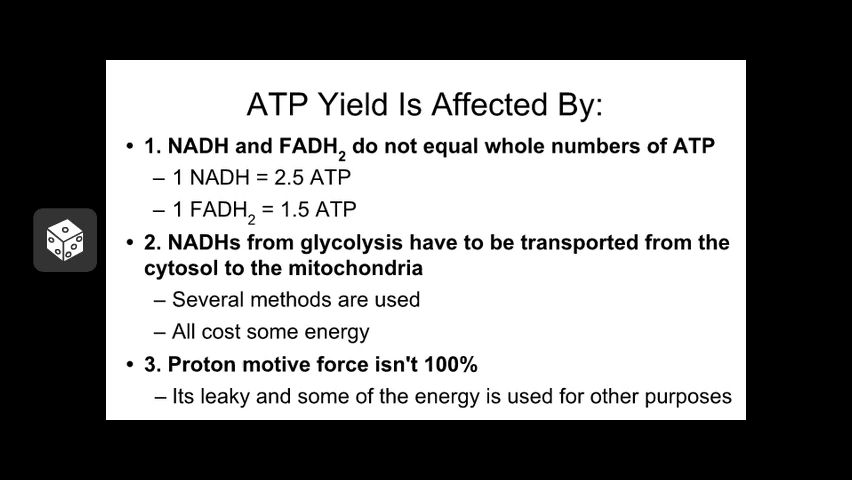 ATP Yield Is Affected By:
• 1. NADH and FADH2 do not equal whole numbers of ATP
– 1 NADH = 2.5 ATP
– 1 FADH2 = 1.5 ATP
• 2. NADHs from glycolysis have to be transported from the
cytosol to the mitochondria
– Several methods are used
– All cost some energy
• 3. Proton motive force isn't 100%
– Its leaky and some of the energy is used for other purposes